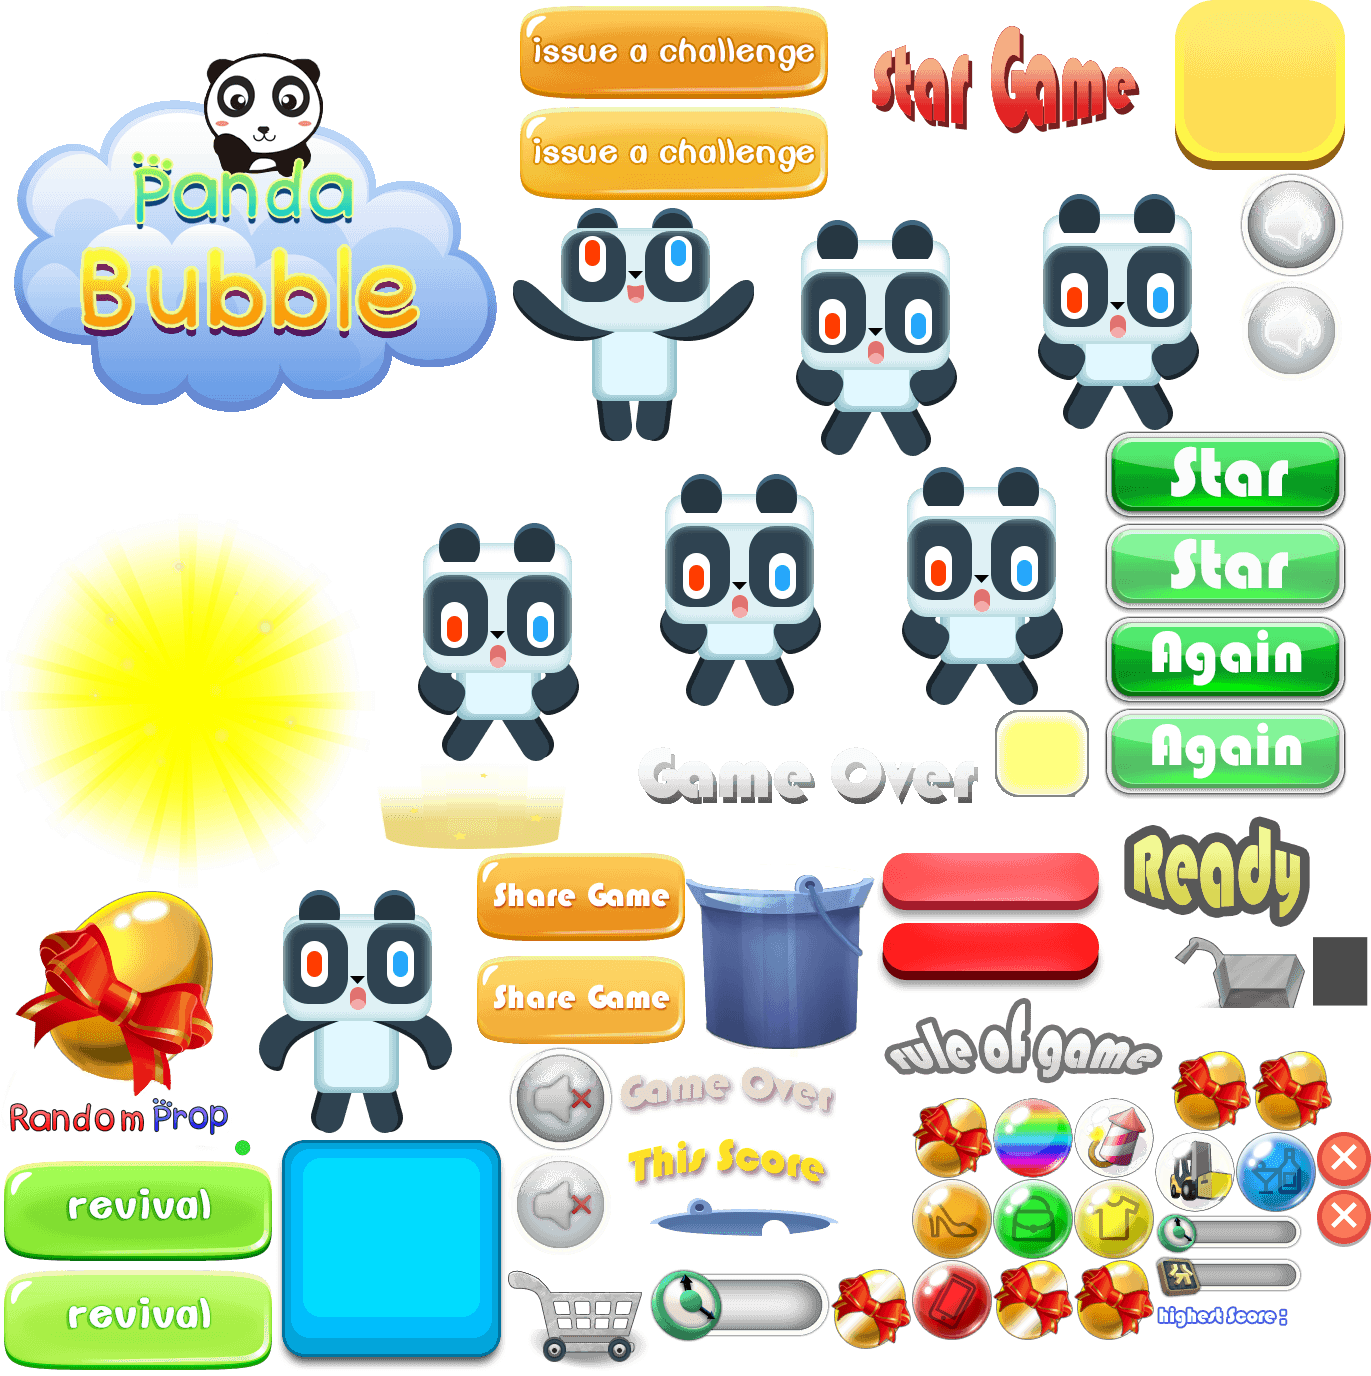 issue a challenge
Star Game
issue a challenge
Panda
Bubble
Star
Star
Again
Again
Game Over
Ready
Share Game
Share Game
rule of game
Game Over
Random Prop
This Score
revival
revival
highest Score :